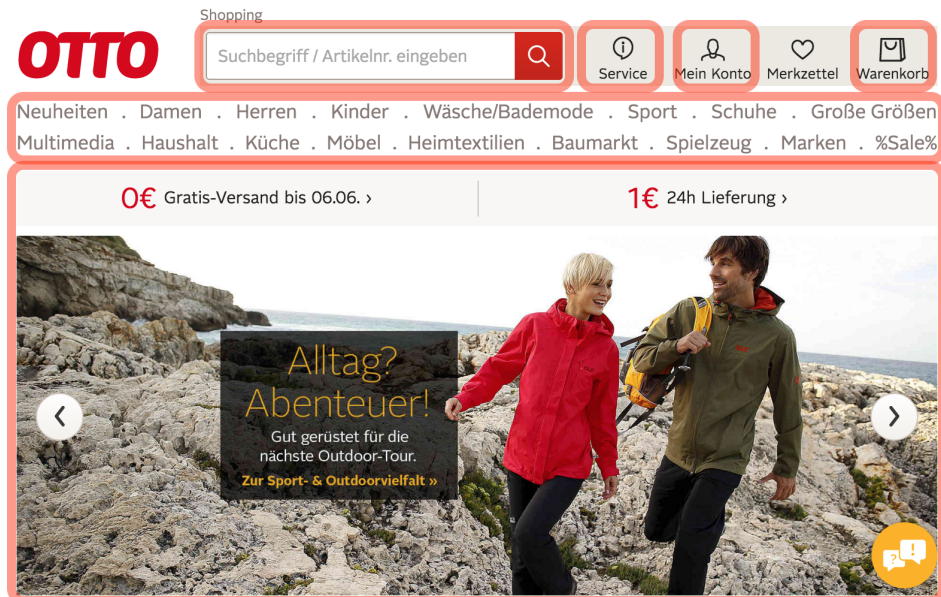 Shopping
OTTO
Suchbegriff / Artikelnr. eingeben
Service
Mein Konto
Merkzettel
Warenkorb
Neuheiten . Damen . Herren . Kinder . Wäsche/Bademode . Sport . Schuhe . Große Größen
Multimedia . Haushalt . Küche . Möbel . Heimtextilien . Baumarkt . Spielzeug . Marken . %Sale%
0€ Gratis-Versand bis 06.06. ›
1€ 24h Lieferung ›
Alltag?
Abenteuer!
Gut gerüstet für die
nächste Outdoor-Tour.
Zur Sport- & Outdoorvielfalt »
? !